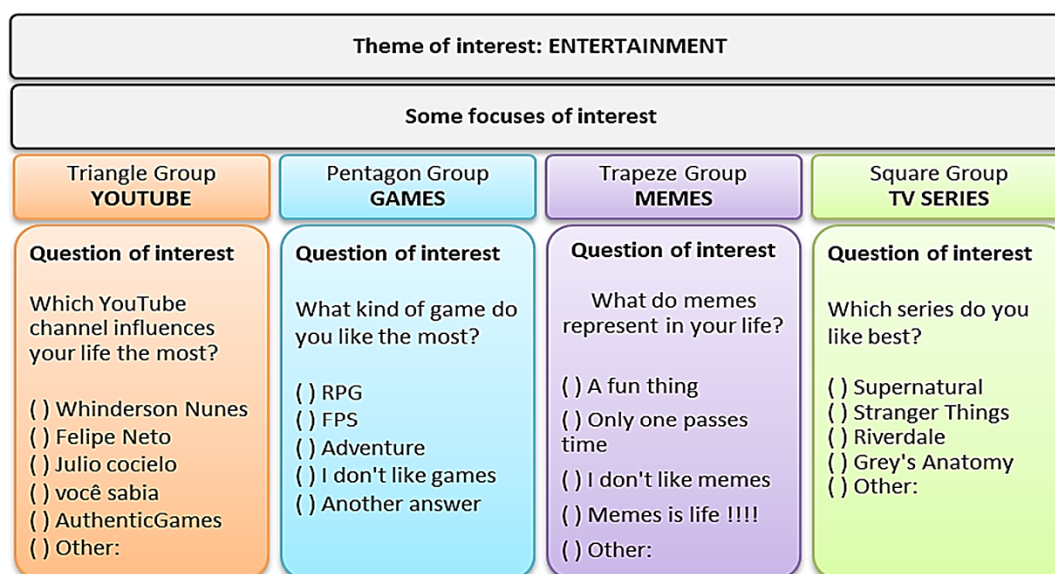 Theme of interest: ENTERTAINMENT
Some focuses of interest
Triangle Group
YOUTUBE
Pentagon Group
GAMES
Trapeze Group
MEMES
Square Group
TV SERIES
Question of interest
Which YouTube
channel influences
your life the most?
( ) Whinderson Nunes
( ) Felipe Neto
( ) Julio cocielo
( ) você sabia
( ) AuthenticGames
( ) Other:
Question of interest
What kind of game do
you like the most?
( ) RPG
( ) FPS
( ) Adventure
( ) I don't like games
( ) Another answer
Question of interest
What do memes
represent in your life?
( ) A fun thing
( ) Only one passes
time
( ) I don't like memes
( ) Memes is life !!!!
( ) Other:
Question of interest
Which series do you
like best?
( ) Supernatural
( ) Stranger Things
( ) Riverdale
( ) Grey's Anatomy
( ) Other: